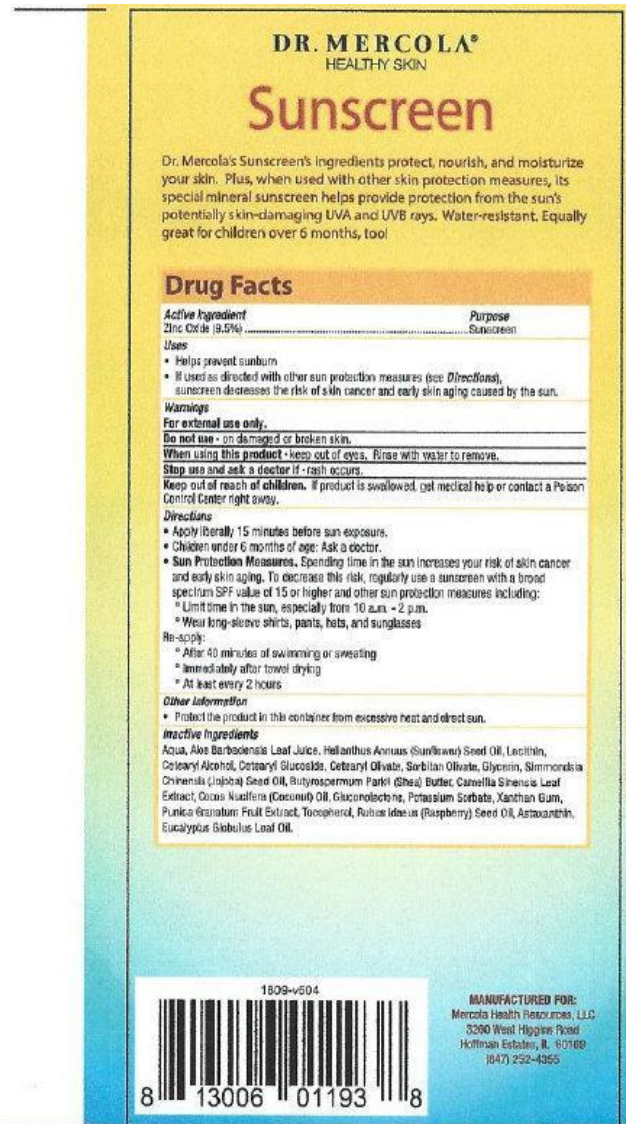 DR. MERCOLA®
HEALTHY SKIN
Sunscreen
Dr. Mercola's Sunscreen's ingredients protect, nourish, and moisturize
your skin. Plus, when used with other skin protection measures, its
special mineral sunscreen helps provide protection from the sun's
potentially skin-damaging UVA and UVB rays. Water-resistant. Equally
great for children over 6 months, too!
Drug Facts
Active Ingredient Purpose
Zinc Oxide (9.5%) Sunscreen
Uses
• Helps prevent sunburn
• If used as directed with other sun protection measures (see Directions),
sunscreen decreases the risk of skin cancer and early skin aging caused by the sun.
Warnings
For external use only.
Do not use • on damaged or broken skin.
When using this product • keep out of eyes. Rinse with water to remove.
Stop use and ask a doctor if • rash occurs.
Keep out of reach of children. If product is swallowed, get medical help or contact a Poison
Control Center right away.
Directions
• Apply liberally 15 minutes before sun exposure.
• Children under 6 months of age: Ask a doctor.
• Sun Protection Measures. Spending time in the sun increases your risk of skin cancer
and early skin aging. To decrease this risk, regularly use a sunscreen with a broad
spectrum SPF value of 15 or higher and other sun protection measures including:
° Limit time in the sun, especially from 10 a.m. - 2 p.m.
° Wear long-sleeve shirts, pants, hats, and sunglasses
Re-apply:
° After 40 minutes of swimming or sweating
° Immediately after towel drying
° At least every 2 hours
Other Information
• Protect the product in this container from excessive heat and direct sun.
Inactive Ingredients
Aqua, Aloe Barbadensis Leaf Juice, Helianthus Annuus (Sunflower) Seed Oil, Lecithin,
Cetearyl Alcohol, Cetearyl Glucoside, Cetearyl Olivate, Sorbitan Olivate, Glycerin, Simmondsia
Chinensis (Jojoba) Seed Oil, Butyrospermum Parkii (Shea) Butter, Camellia Sinensis Leaf
Extract, Cocos Nucifera (Coconut) Oil, Gluconolactone, Potassium Sorbate, Xanthan Gum,
Punica Granatum Fruit Extract, Tocopherol, Rubus Idaeus (Raspberry) Seed Oil, Astaxanthin,
Eucalyptus Globulus Leaf Oil.
1809-v504
8 13006 01193 8
MANUFACTURED FOR:
Mercola Health Resources, LLC
3200 West Higgins Road
Hoffman Estates, IL 60169
(847) 252-4355